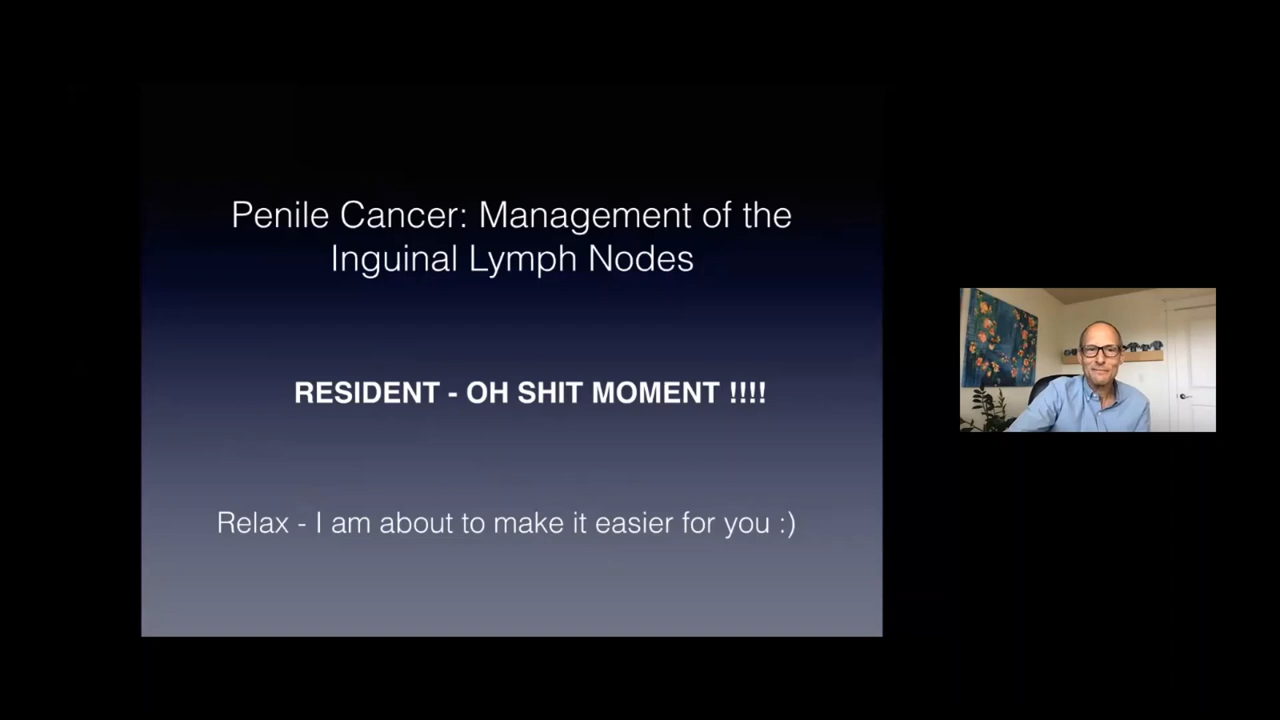 Penile Cancer: Management of the
Inguinal Lymph Nodes
RESIDENT - OH SHIT MOMENT !!!!
Relax - I am about to make it easier for you :)